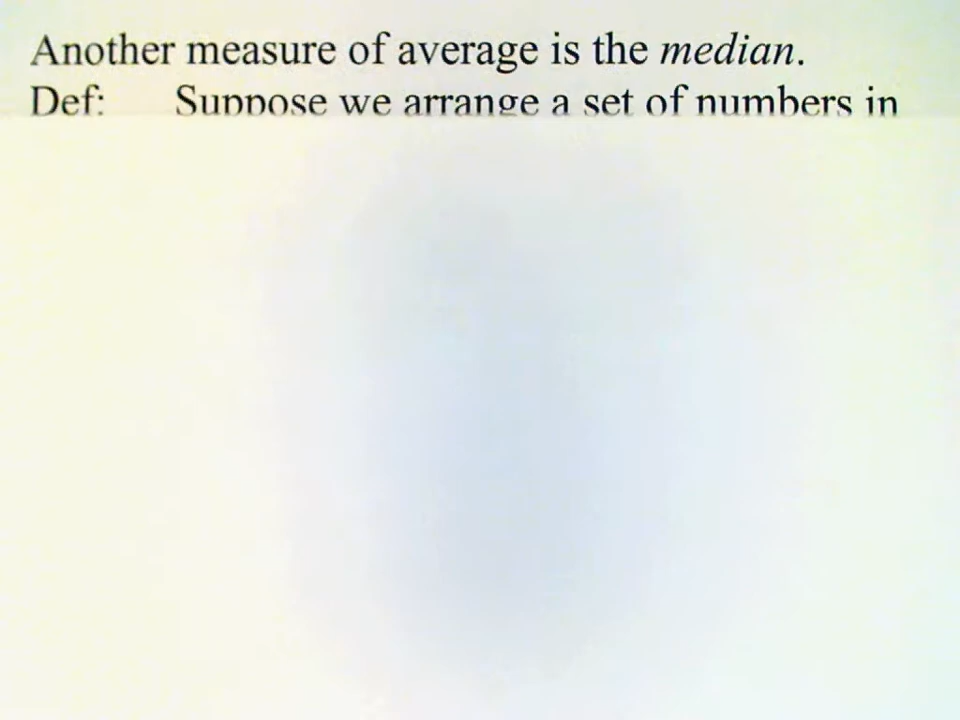 Another measure of average is the median.
Def: Suppose we arrange a set of numbers in